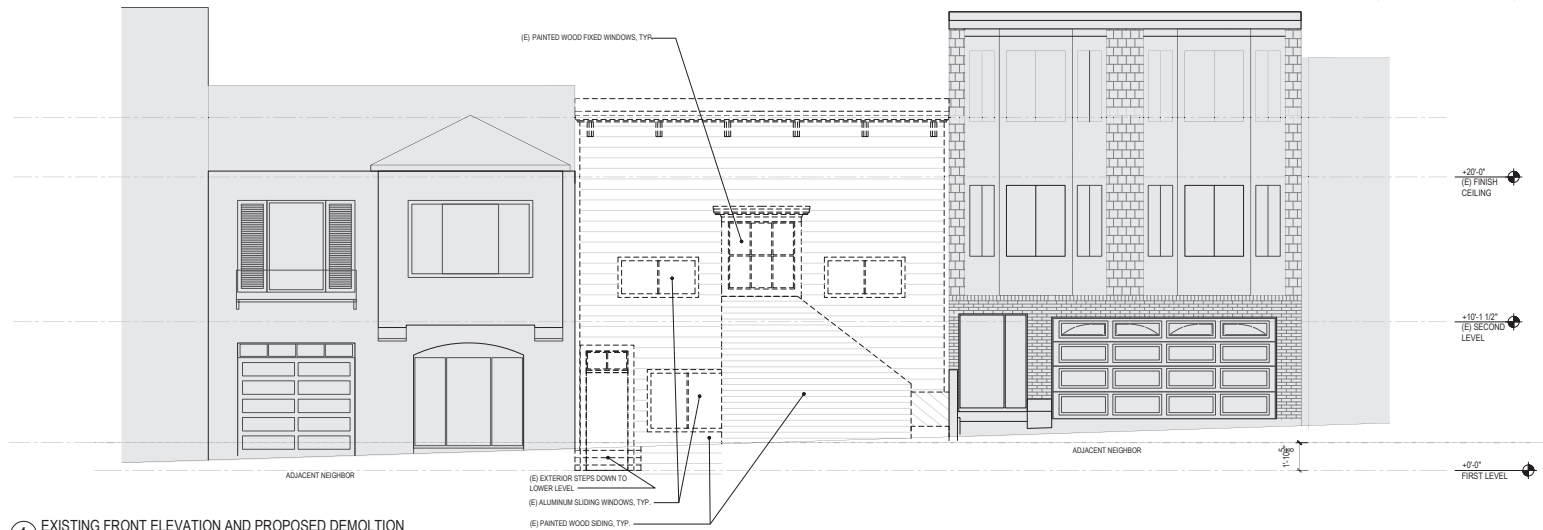 (E) PAINTED WOOD FIXED WINDOWS, TYP.
+20'-0"
(E) FINISH
CEILING
+10'-1 1/2"
(E) SECOND
LEVEL
ADJACENT NEIGHBOR
ADJACENT NEIGHBOR
+0'-0"
FIRST LEVEL
(E) EXTERIOR STEPS DOWN TO
LOWER LEVEL
(E) ALUMINUM SLIDING WINDOWS, TYP.
(E) PAINTED WOOD SIDING, TYP.
EXISTING FRONT ELEVATION AND PROPOSED DEMOLTION